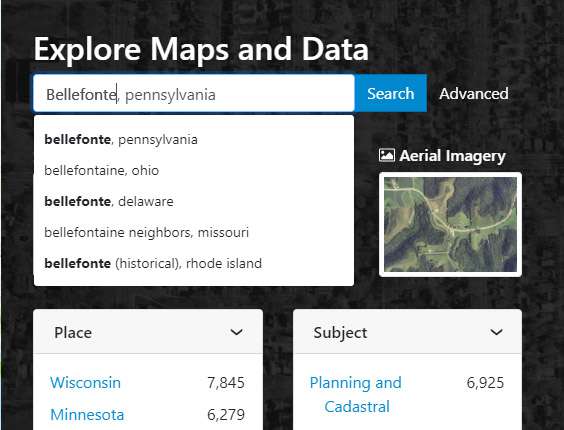 Explore Maps and Data
Bellefonte, pennsylvania
Search
Advanced
bellefonte, pennsylvania
bellefontaine, ohio
bellefonte, delaware
bellefontaine neighbors, missouri
bellefonte (historical), rhode island
Aerial Imagery
Place
Wisconsin 7,845
Minnesota 6,279
Subject
Planning and 6,925
Cadastral